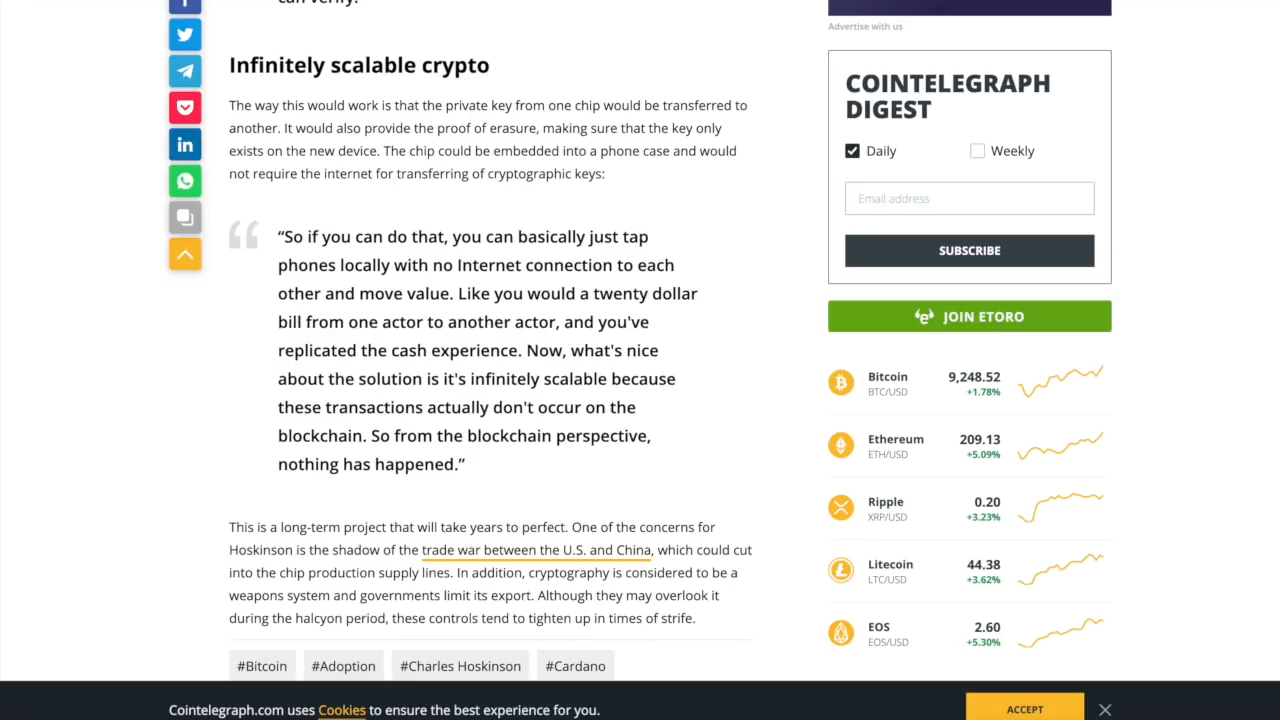 can verify.
Infinitely scalable crypto
The way this would work is that the private key from one chip would be transferred to
another. It would also provide the proof of erasure, making sure that the key only
exists on the new device. The chip could be embedded into a phone case and would
not require the internet for transferring of cryptographic keys:
“So if you can do that, you can basically just tap
phones locally with no Internet connection to each
other and move value. Like you would a twenty dollar
bill from one actor to another actor, and you've
replicated the cash experience. Now, what's nice
about the solution is it's infinitely scalable because
these transactions actually don't occur on the
blockchain. So from the blockchain perspective,
nothing has happened.”
This is a long-term project that will take years to perfect. One of the concerns for
Hoskinson is the shadow of the trade war between the U.S. and China, which could cut
into the chip production supply lines. In addition, cryptography is considered to be a
weapons system and governments limit its export. Although they may overlook it
during the halcyon period, these controls tend to tighten up in times of strife.
#Bitcoin #Adoption #Charles Hoskinson #Cardano
Advertise with us
COINTELEGRAPH
DIGEST
Daily Weekly
Email address
SUBSCRIBE
JOIN ETORO
Bitcoin 9,248.52
BTC/USD +1.78%
Ethereum 209.13
ETH/USD +5.09%
Ripple 0.20
XRP/USD +3.23%
Litecoin 44.38
LTC/USD +3.62%
EOS 2.60
EOS/USD +5.30%
Cointelegraph.com uses Cookies to ensure the best experience for you.
ACCEPT